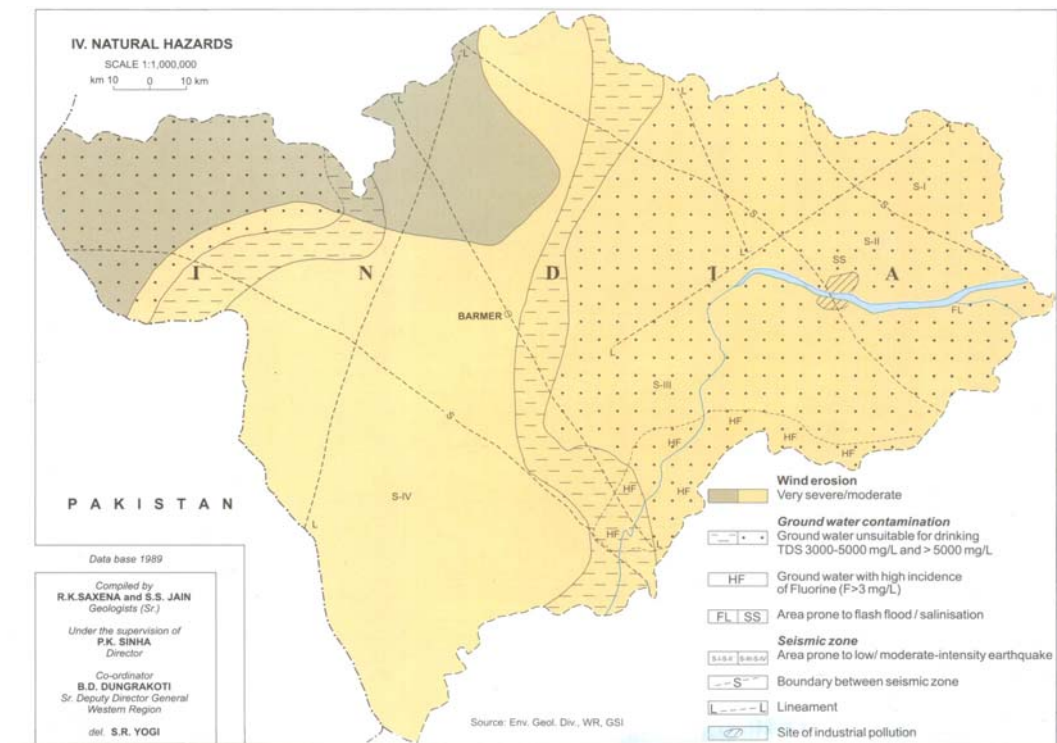 IV. NATURAL HAZARDS
SCALE 1:1,000,000
km 10 0 10 km
L
L
L
L
S-I
S
S-II
SS
I N D I A
L
FL
BARMER
L
S-III
S
HF
HF
HF
HF
HF
HF
HF
S-IV
L
L
P A K I S T A N
Data base 1989
Compiled by
R.K.SAXENA and S.S. JAIN
Geologists (Sr.)
Under the supervision of
P.K. SINHA
Director
Co-ordinator
B.D. DUNGRAKOTI
Sr. Deputy Director General
Western Region
del. S.R. YOGI
Source: Env. Geol. Div., WR, GSI
Wind erosion
Very severe/moderate
Ground water contamination
Ground water unsuitable for drinking
TDS 3000-5000 mg/L and > 5000 mg/L
HF Ground water with high incidence
of Fluorine (F>3 mg/L)
FL SS Area prone to flash flood / salinisation
Seismic zone
S-I-S-II S-III-S-IV Area prone to low/ moderate-intensity earthquake
S Boundary between seismic zone
L L Lineament
Site of industrial pollution